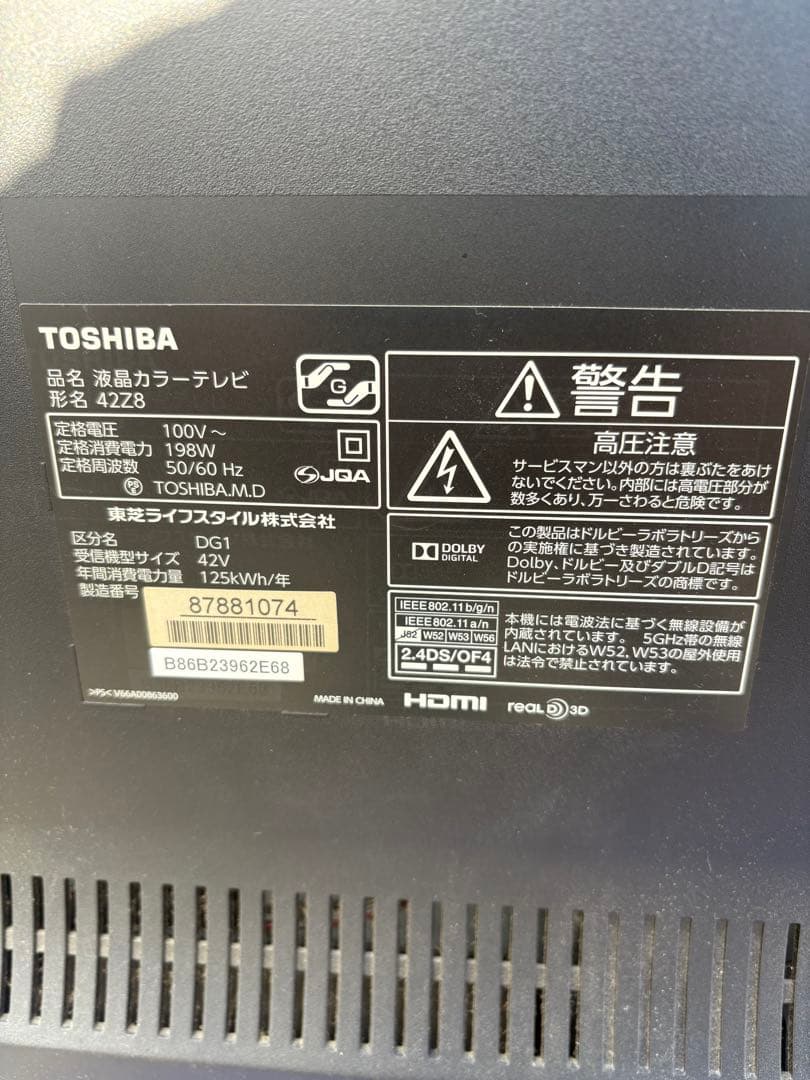 TOSHIBA
品名 液晶カラーテレビ
形名 42Z8
G
定格電圧 100V～
定格消費電力 198W
定格周波数 50/60 Hz
PS
E
TOSHIBA.M.D
JQA
東芝ライフスタイル株式会社
区分名 DG1
受信機型サイズ 42V
年間消費電力量 125kWh/年
製造番号
87881074
B86B23962E68
>PS< V66A00863600
MADE IN CHINA
警告
高圧注意
サービスマン以外の方は裏ぶたをあけ
ないでください。内部には高電圧部分が
数多くあり、万一さわると危険です。
DOLBY
DIGITAL
この製品はドルビーラボラトリーズから
の実施権に基づき製造されています。
Dolby、ドルビー及びダブルD記号は
ドルビーラボラトリーズの商標です。
IEEE802.11b/g/n
IEEE802.11a/n
J52 W52 W53 W56
2.4DS/OF4
本機には電波法に基づく無線設備が
内蔵されています。 5GHz帯の無線
LANにおけるW52、W53の屋外使用
は法令で禁止されています。
HDMI
REAL D 3D